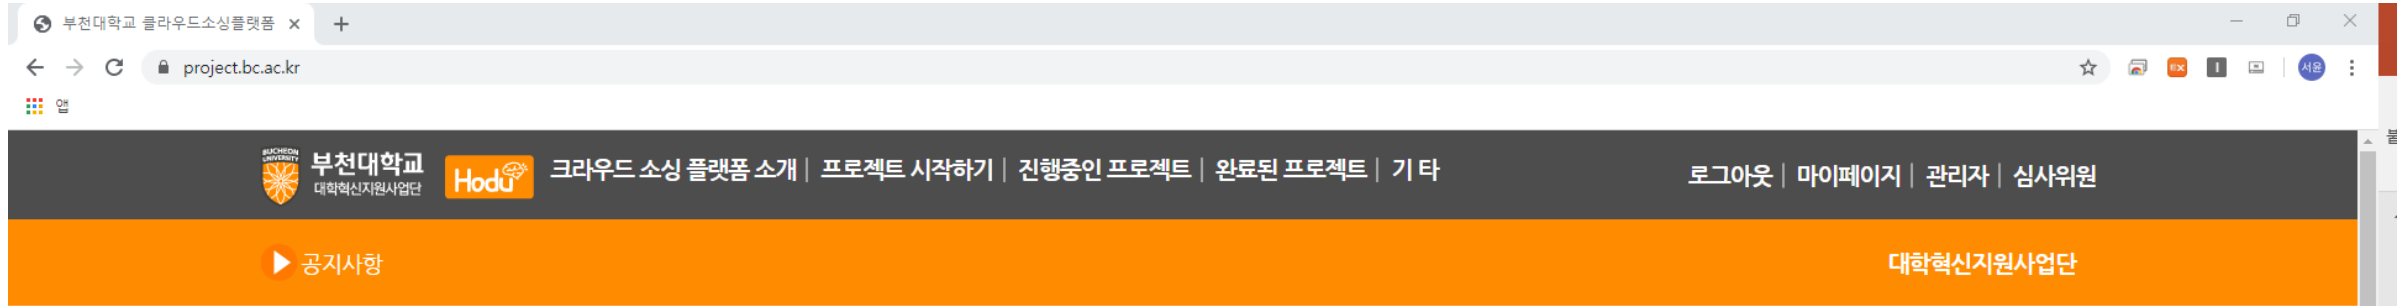 부천대학교 클라우드소싱플랫폼
project.bc.ac.kr
서윤
앱
BUCHEON UNIVERSITY
부천대학교
대학혁신지원사업단
Hodu
크라우드 소싱 플랫폼 소개 | 프로젝트 시작하기 | 진행중인 프로젝트 | 완료된 프로젝트 | 기 타
로그아웃 | 마이페이지 | 관리자 | 심사위원
공지사항
대학혁신지원사업단